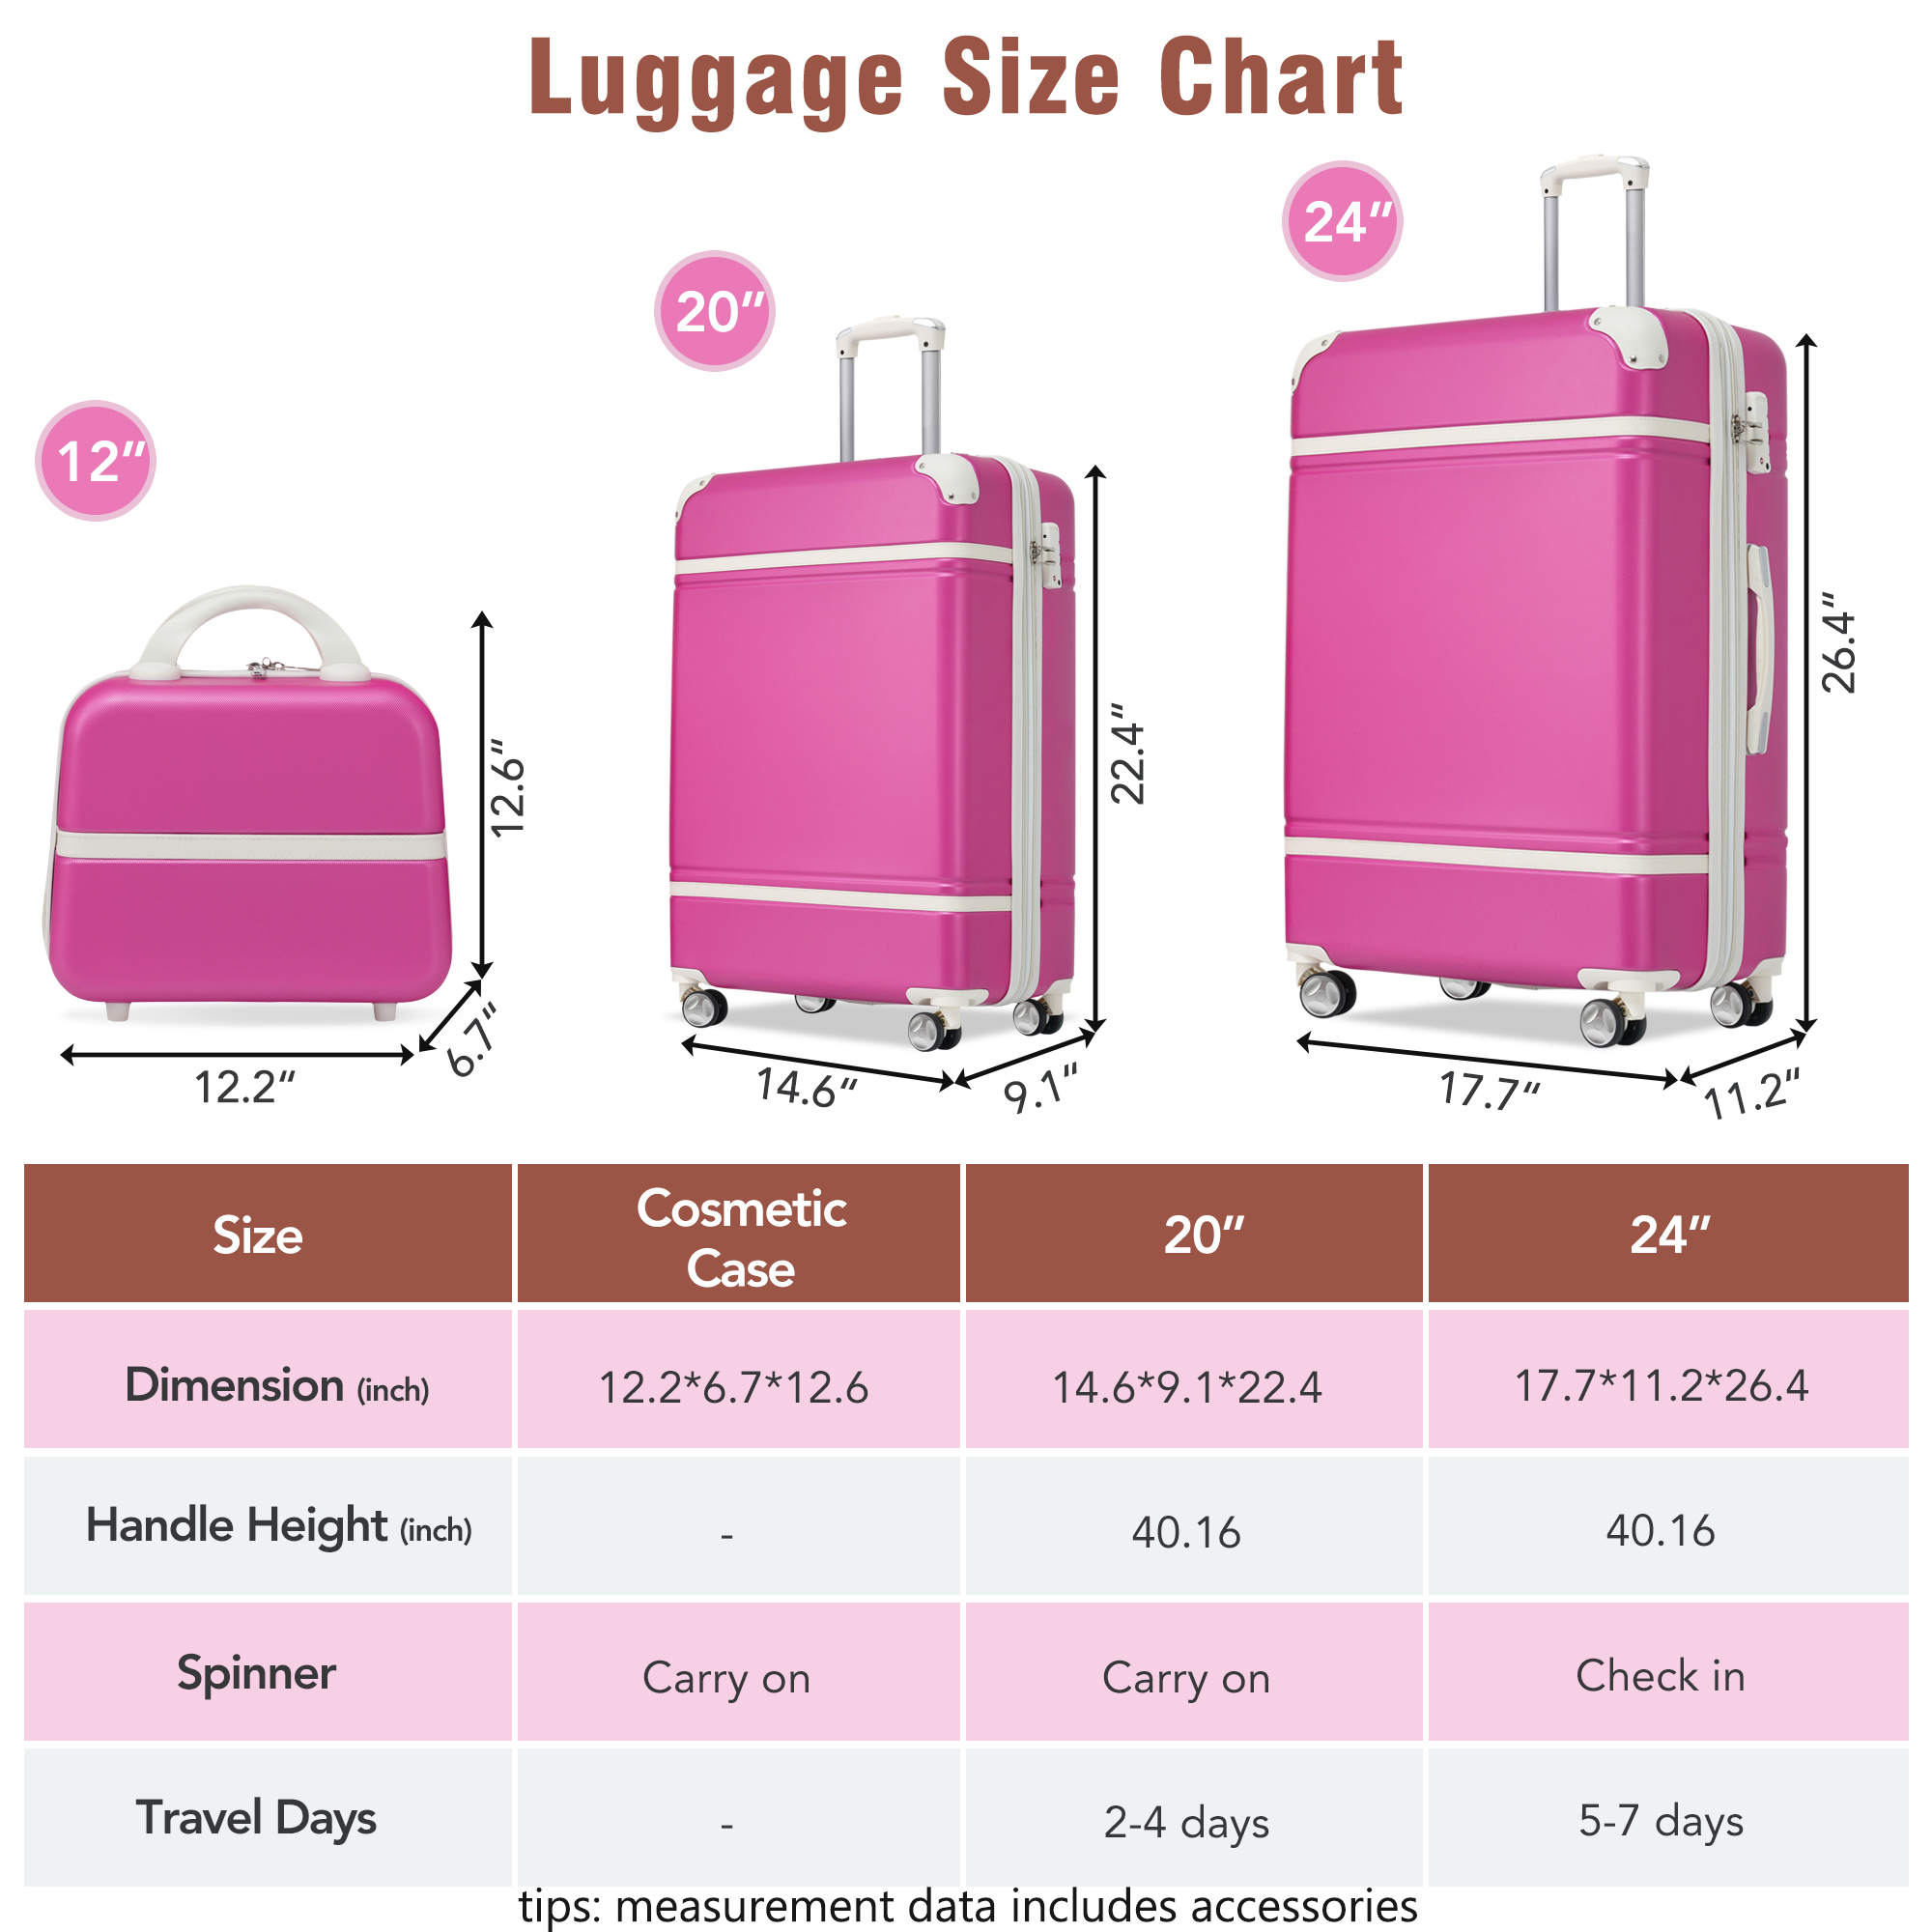 Luggage Size Chart
24”
20”
12”
26.4”
22.4”
12.6”
6.7”
12.2”
14.6”
9.1”
17.7”
11.2”
Size
Cosmetic
Case
20”
24”
Dimension (inch)
12.2*6.7*12.6
14.6*9.1*22.4
17.7*11.2*26.4
Handle Height (inch)
-
40.16
40.16
Spinner
Carry on
Carry on
Check in
Travel Days
-
2-4 days
5-7 days
tips: measurement data includes accessories